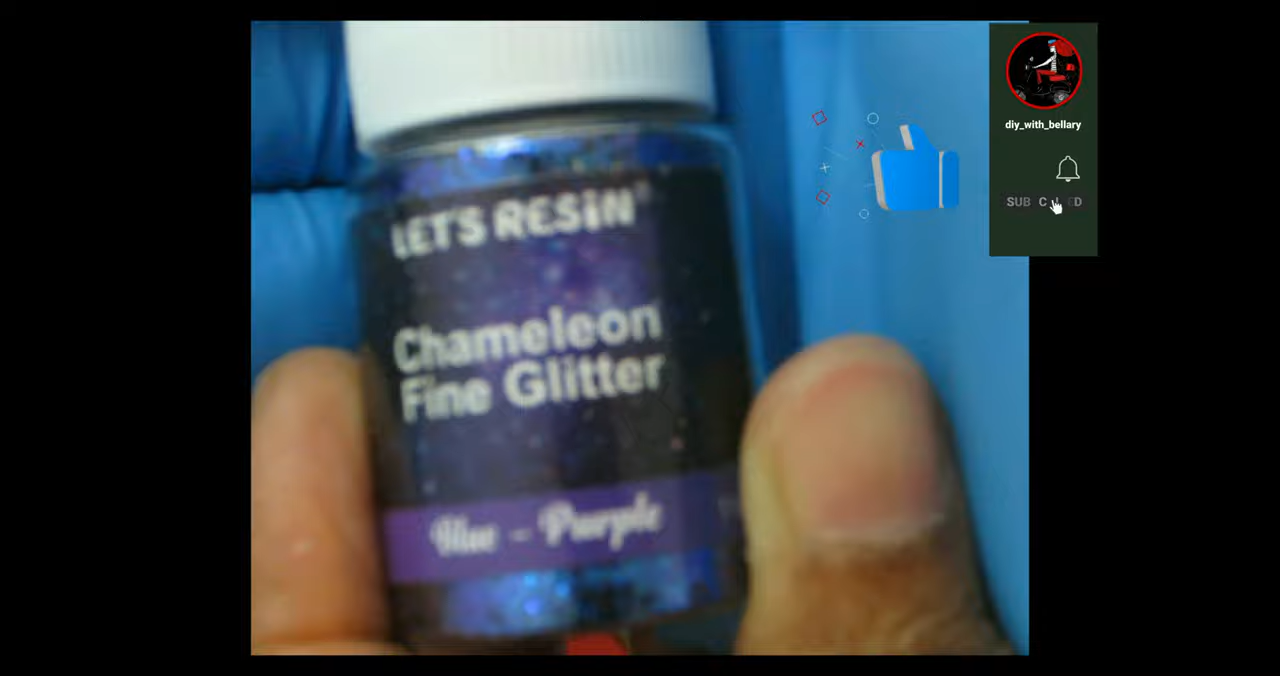 LET'S RESiN®
Chameleon
Fine Glitter
Blue – Purple
diy_with_bellary